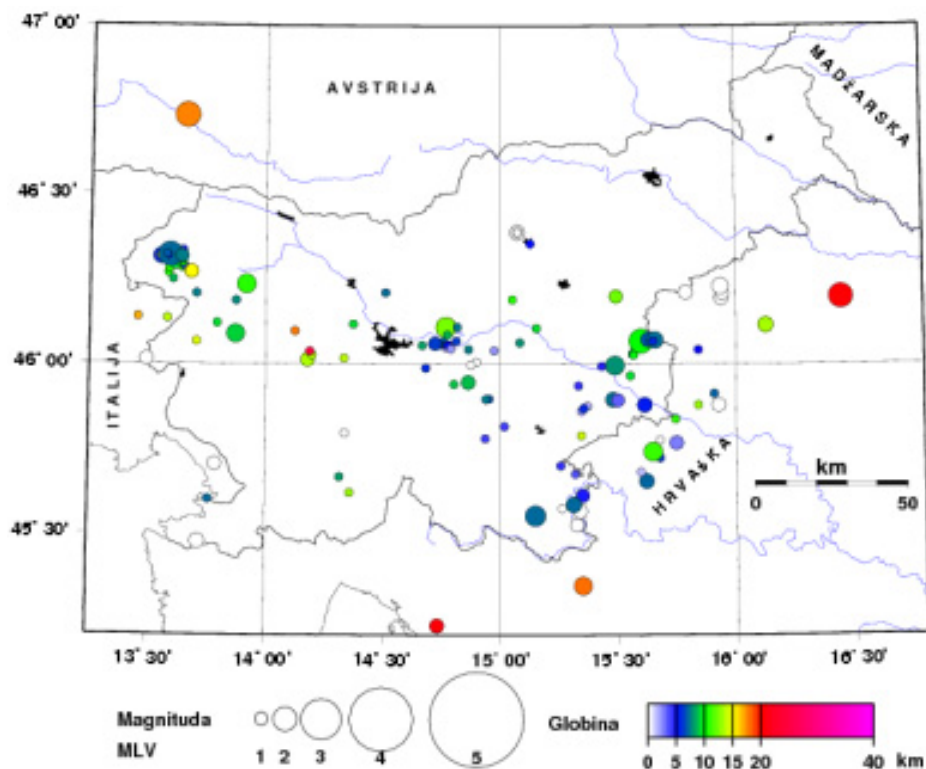 47° 00'
46° 30'
46° 00'
45° 30'
AVSTRIJA
MADŽARSKA
ITALIJA
HRVAŠKA
km
0 50
13° 30' 14° 00' 14° 30' 15° 00' 15° 30' 16° 00' 16° 30'
Magnituda
MLV
1 2 3 4 5
Globina
0 5 10 15 20 40 km